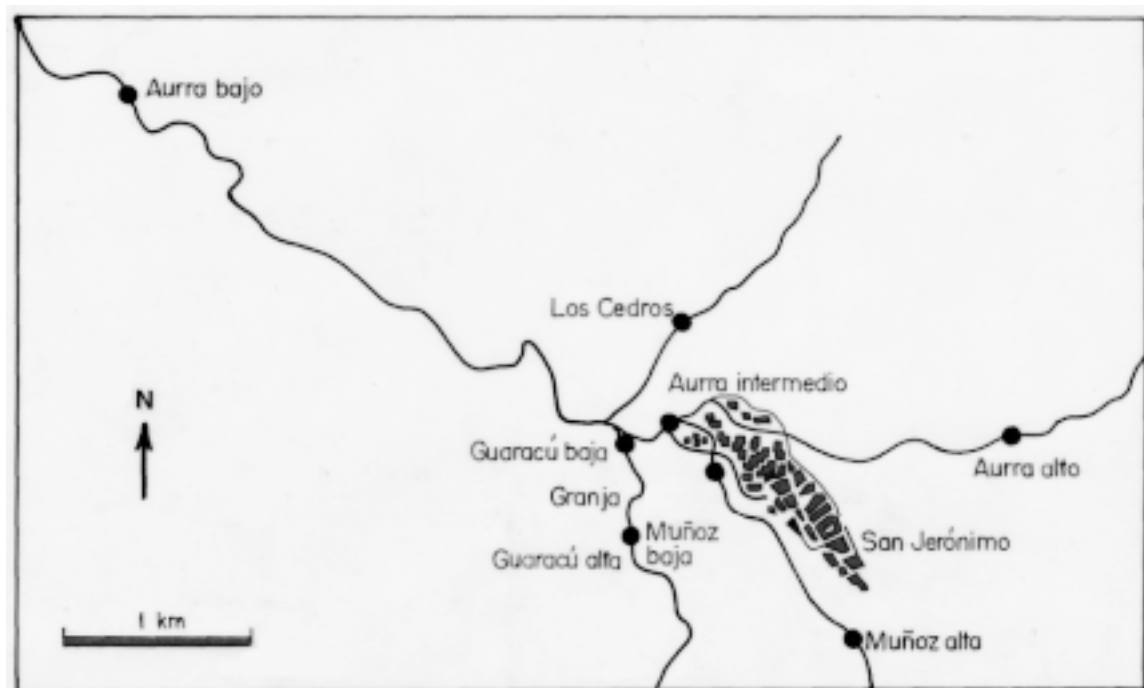 Aurra bajo
Los Cedros
Aurra intermedio
N
Guaracú baja
Aurra alto
Granja
Muñoz
baja
San Jerónimo
Guaracú alta
1 km
Muñoz alta